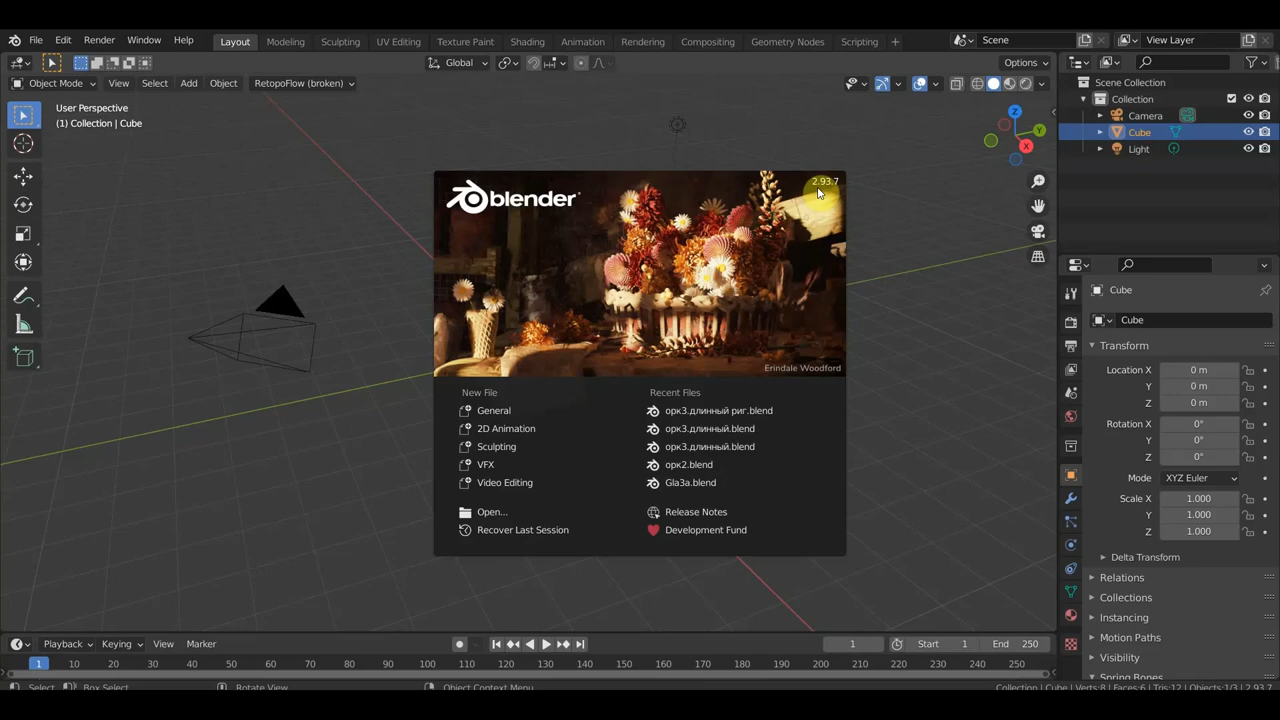 File Edit Render Window Help Layout Modeling Sculpting UV Editing Texture Paint Shading Animation Rendering Compositing Geometry Nodes Scripting + Scene View Layer
Global Options
Object Mode View Select Add Object RetopoFlow (broken)
User Perspective
(1) Collection | Cube
Z
Y
X
Scene Collection
Collection
Camera
Cube
Light
blender
2.93.7
Erindale Woodford
New File
General
2D Animation
Sculpting
VFX
Video Editing
Open...
Recover Last Session
Recent Files
орк3.длинный риг.blend
орк3.длинный.blend
орк3.длинный.blend
орк2.blend
Gla3a.blend
Release Notes
Development Fund
Cube
Cube
Transform
Location X 0 m
Y 0 m
Z 0 m
Rotation X 0°
Y 0°
Z 0°
Mode XYZ Euler
Scale X 1.000
Y 1.000
Z 1.000
Delta Transform
Relations
Collections
Instancing
Motion Paths
Visibility
Spring Bones
Playback Keying View Marker 1 Start 1 End 250
1 10 20 30 40 50 60 70 80 90 100 110 120 130 140 150 160 170 180 190 200 210 220 230 240 250
Select Box Select Rotate View Object Context Menu Collection | Cube | Verts:8 | Faces:6 | Tris:12 | Objects:1/3 | 2.93.7